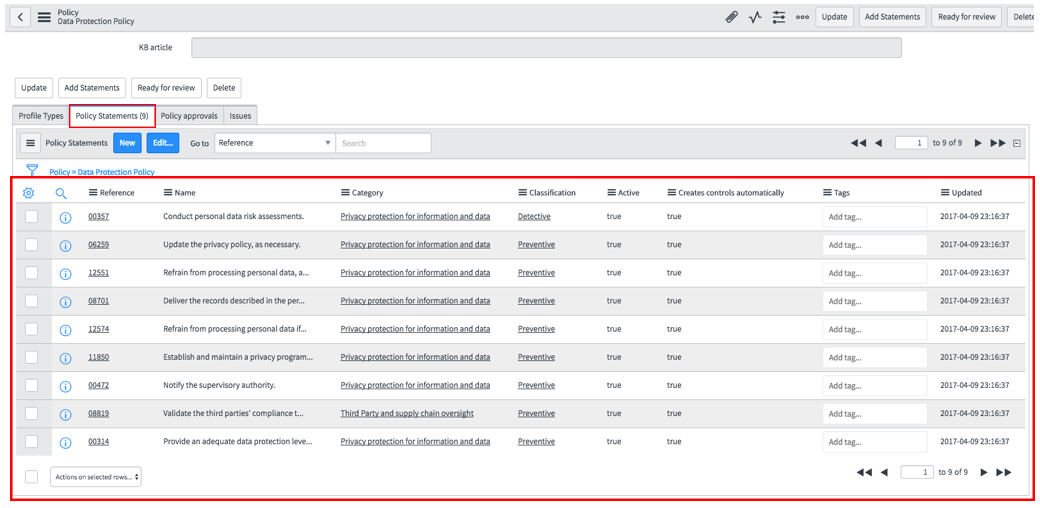 Policy
Data Protection Policy
Update Add Statements Ready for review Delete
KB article
Update Add Statements Ready for review Delete
Profile Types Policy Statements (9) Policy approvals Issues
Policy Statements New Edit... Go to Reference Search 1 to 9 of 9
Policy = Data Protection Policy
Reference Name Category Classification Active Creates controls automatically Tags Updated
00357 Conduct personal data risk assessments. Privacy protection for information and data Detective true true Add tag... 2017-04-09 23:16:37
06259 Update the privacy policy, as necessary. Privacy protection for information and data Preventive true true Add tag... 2017-04-09 23:16:37
12551 Refrain from processing personal data, a... Privacy protection for information and data Preventive true true Add tag... 2017-04-09 23:16:37
08701 Deliver the records described in the per... Privacy protection for information and data Preventive true true Add tag... 2017-04-09 23:16:37
12574 Refrain from processing personal data if... Privacy protection for information and data Preventive true true Add tag... 2017-04-09 23:16:37
11850 Establish and maintain a privacy program... Privacy protection for information and data Preventive true true Add tag... 2017-04-09 23:16:37
00472 Notify the supervisory authority. Privacy protection for information and data Preventive true true Add tag... 2017-04-09 23:16:37
08819 Validate the third parties' compliance t... Third Party and supply chain oversight Preventive true true Add tag... 2017-04-09 23:16:37
00314 Provide an adequate data protection leve... Privacy protection for information and data Preventive true true Add tag... 2017-04-09 23:16:37
Actions on selected rows... 1 to 9 of 9